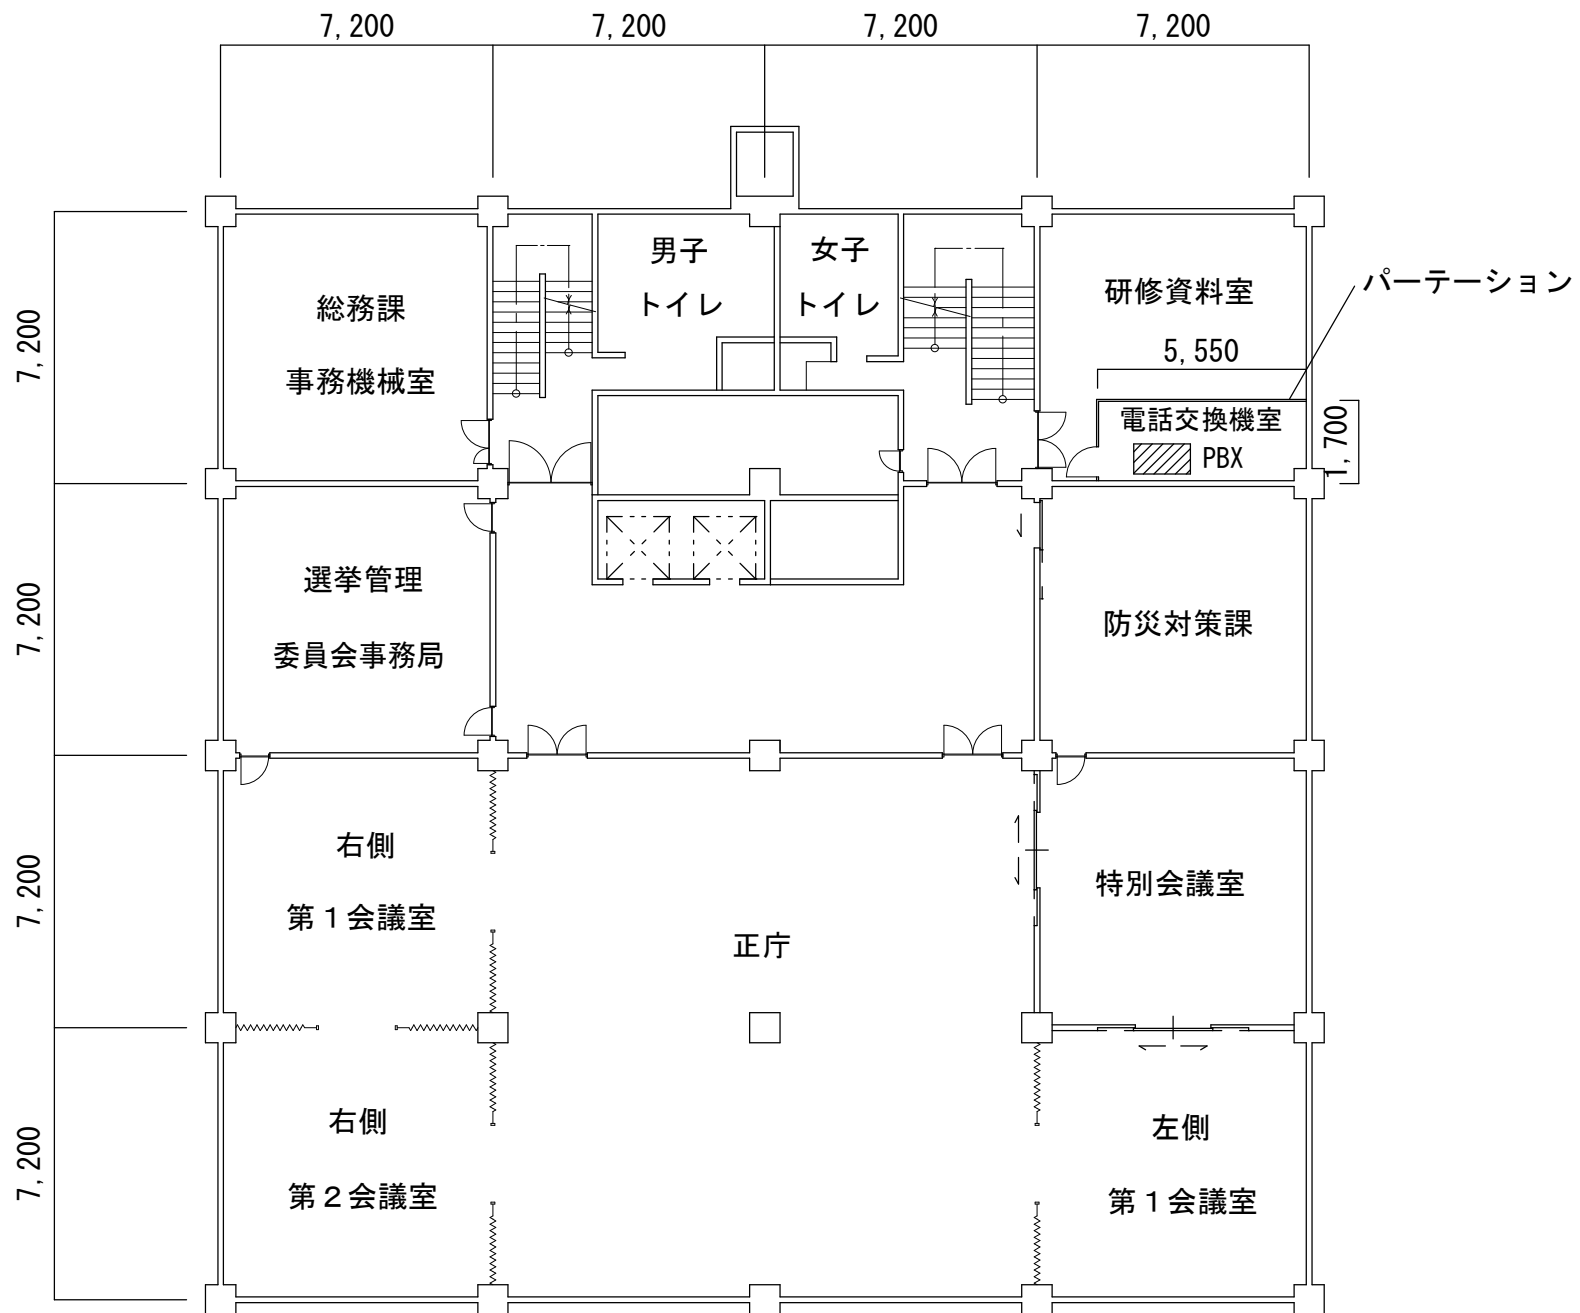 7,200
7,200
7,200
7,200
男子
トイレ
女子
トイレ
総務課
事務機械室
研修資料室
パーテーション
5,550
7,200
電話交換機室
PBX
1,700
選挙管理
委員会事務局
防災対策課
7,200
右側
第１会議室
特別会議室
正庁
7,200
右側
第２会議室
左側
第１会議室
7,200